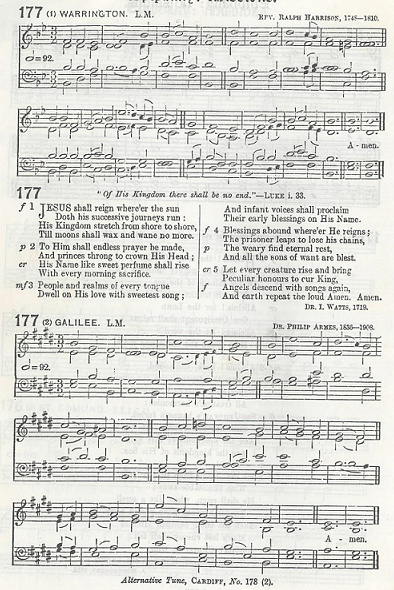 177 (1) WARRINGTON. L.M.
REV. RALPH HARRISON, 1748—1810.
=92.
A - men.
177
"Of His Kingdom there shall be no end."—LUKE i. 33.
f 1 JESUS shall reign where'er the sun
Doth his successive journeys run :
His Kingdom stretch from shore to shore,
Till moons shall wax and wane no more.
p 2 To Him shall endless prayer be made,
And princes throng to crown His Head ;
cr His Name like sweet perfume shall rise
With every morning sacrifice.
mf 3 People and realms of every tongue
Dwell on His love with sweetest song ;
And infant voices shall proclaim
Their early blessings on His Name.
f 4 Blessings abound where'er He reigns ;
The prisoner leaps to lose his chains,
p The weary find eternal rest,
And all the sons of want are blest.
cr 5 Let every creature rise and bring
Peculiar honours to our King,
f Angels descend with songs again,
And earth repeat the loud Amen. Amen.
DR. I. WATTS, 1719.
177 (2) GALILEE. L.M.
DR. PHILIP ARMES, 1836—1908.
=92.
A - men.
Alternative Tune, CARDIFF, No. 178 (2).